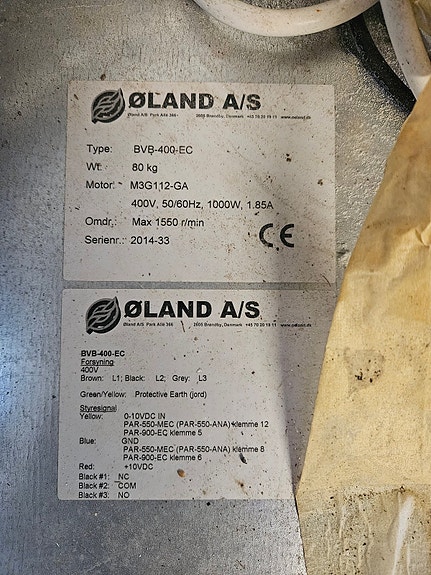 ØLAND A/S
Øland A/S Park Allé 366 2605 Brøndby, Denmark +45 70 20 19 11 www.oeland.dk
Type: BVB-400-EC
Wt. 80 kg
Motor: M3G112-GA
400V, 50/60Hz, 1000W, 1.85A
Omdr.: Max 1550 r/min
Serienr.: 2014-33
CE
ØLAND A/S
Øland A/S Park Allé 366 2605 Brøndby, Denmark +45 70 20 19 11 www.oeland.dk
BVB-400-EC
Forsyning
400V
Brown: L1; Black: L2; Grey: L3
Green/Yellow: Protective Earth (jord)
Styresignal
Yellow: 0-10VDC IN
PAR-550-MEC (PAR-550-ANA) klemme 12
PAR-900-EC klemme 5
Blue: GND
PAR-550-MEC (PAR-550-ANA) klemme 8
PAR-900-EC klemme 6
Red: +10VDC
Black #1: NC
Black #2: COM
Black #3: NO